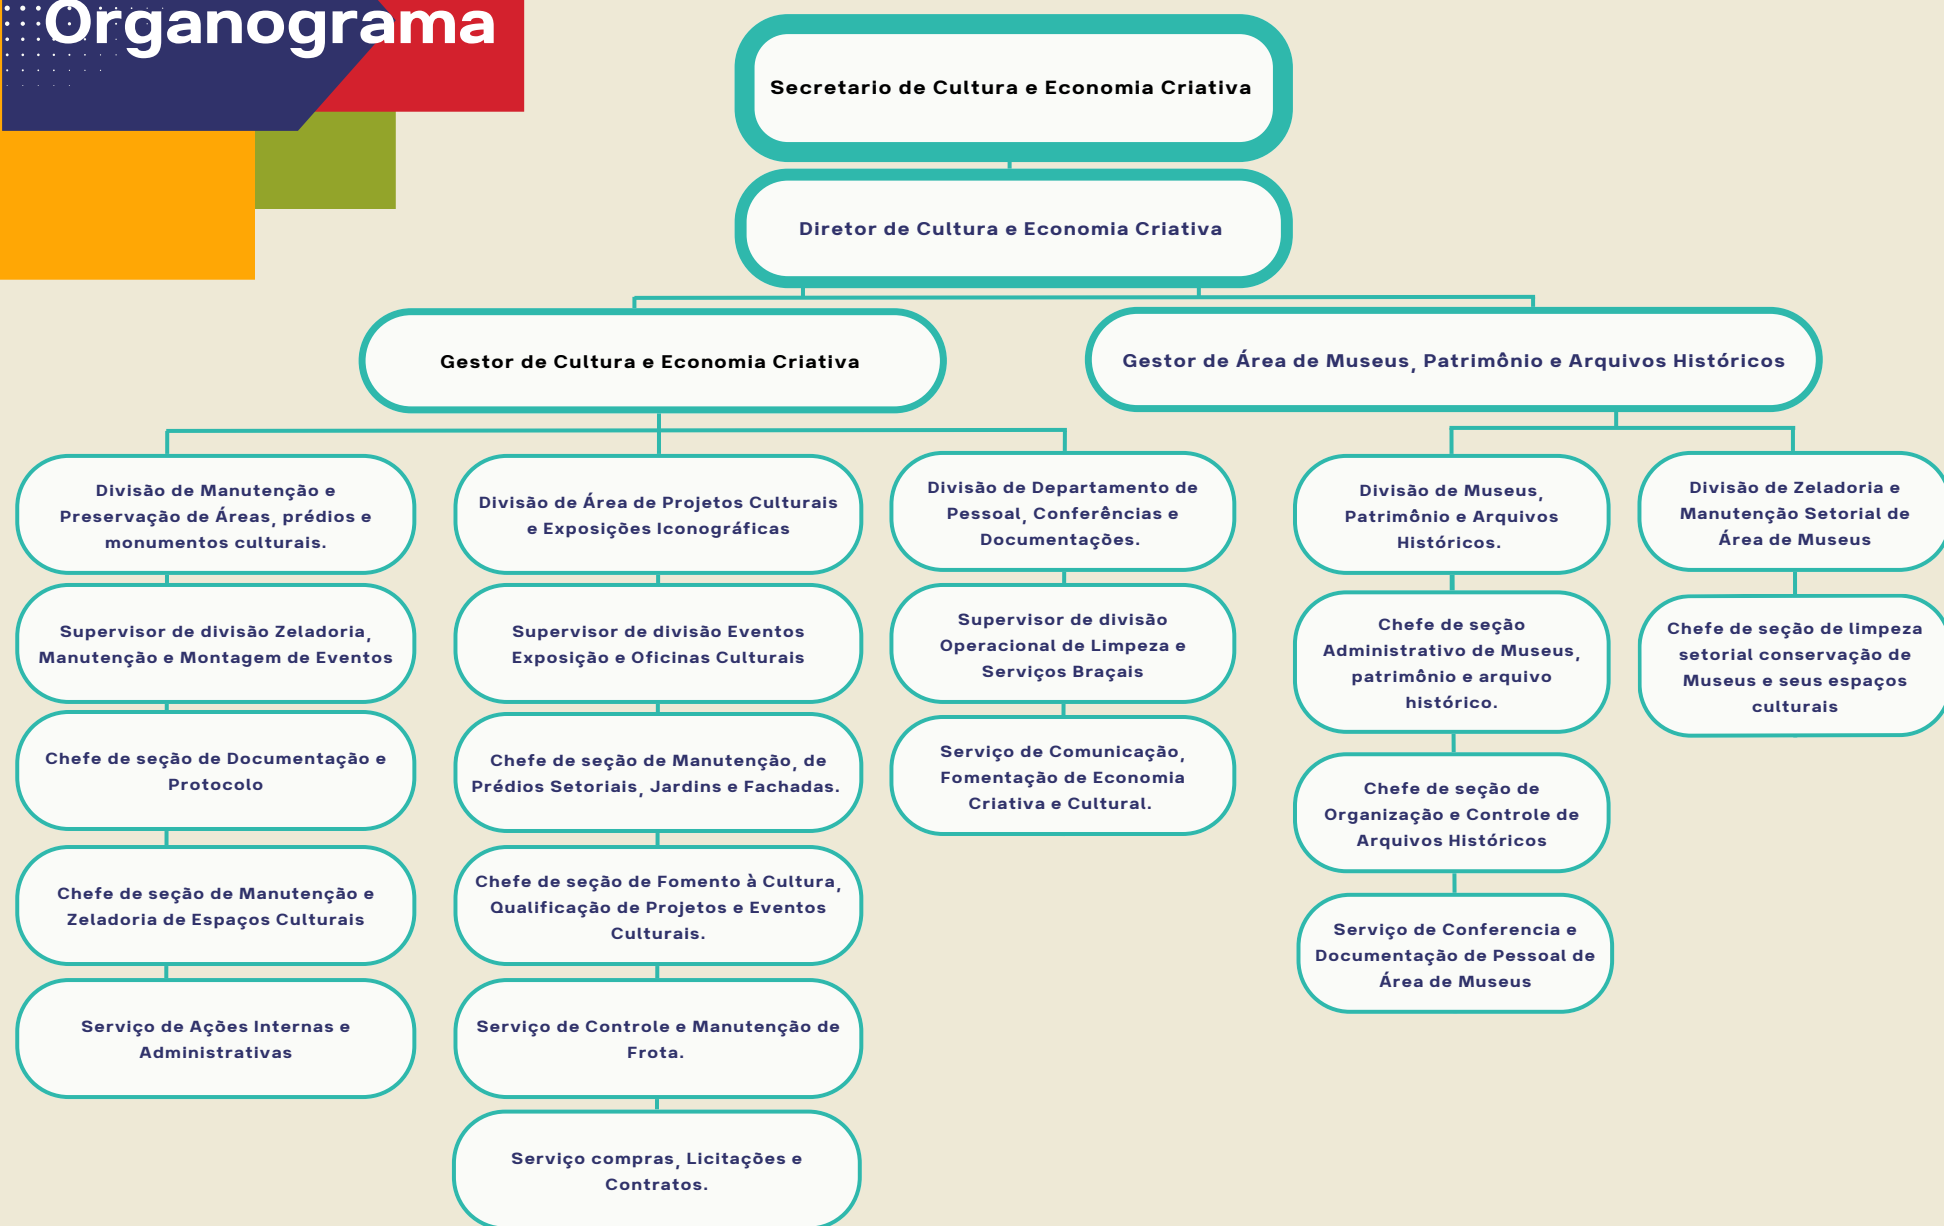 Organograma
Secretario de Cultura e Economia Criativa
Diretor de Cultura e Economia Criativa
Gestor de Cultura e Economia Criativa
Gestor de Área de Museus, Patrimônio e Arquivos Históricos
Divisão de Manutenção e
Preservação de Áreas, prédios e
monumentos culturais.
Supervisor de divisão Zeladoria,
Manutenção e Montagem de Eventos
Chefe de seção de Documentação e
Protocolo
Chefe de seção de Manutenção e
Zeladoria de Espaços Culturais
Serviço de Ações Internas e
Administrativas
Divisão de Área de Projetos Culturais
e Exposições Iconográficas
Supervisor de divisão Eventos
Exposição e Oficinas Culturais
Chefe de seção de Manutenção, de
Prédios Setoriais, Jardins e Fachadas.
Chefe de seção de Fomento à Cultura,
Qualificação de Projetos e Eventos
Culturais.
Serviço de Controle e Manutenção de
Frota.
Serviço compras, Licitações e
Contratos.
Divisão de Departamento de
Pessoal, Conferências e
Documentações.
Supervisor de divisão
Operacional de Limpeza e
Serviços Braçais
Serviço de Comunicação,
Fomentação de Economia
Criativa e Cultural.
Divisão de Museus,
Patrimônio e Arquivos
Históricos.
Chefe de seção
Administrativo de Museus,
patrimônio e arquivo
histórico.
Chefe de seção de
Organização e Controle de
Arquivos Históricos
Serviço de Conferencia e
Documentação de Pessoal de
Área de Museus
Divisão de Zeladoria e
Manutenção Setorial de
Área de Museus
Chefe de seção de limpeza
setorial conservação de
Museus e seus espaços
culturais